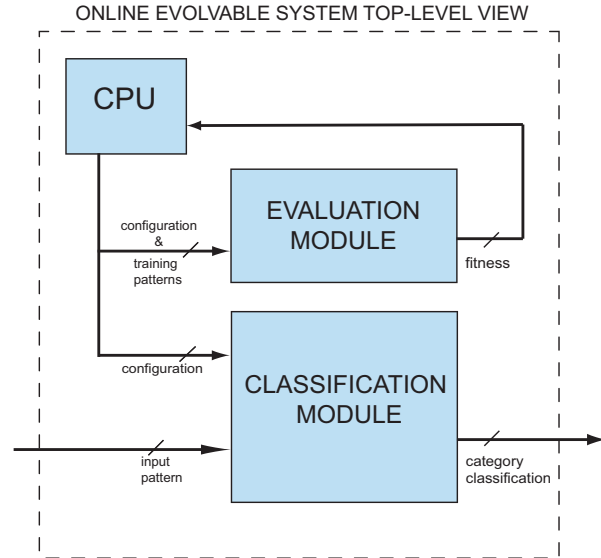 ONLINE EVOLVABLE SYSTEM TOP-LEVEL VIEW
CPU
EVALUATION
MODULE
configuration
&
training
patterns
fitness
configuration
CLASSIFICATION
MODULE
input
pattern
category
classification